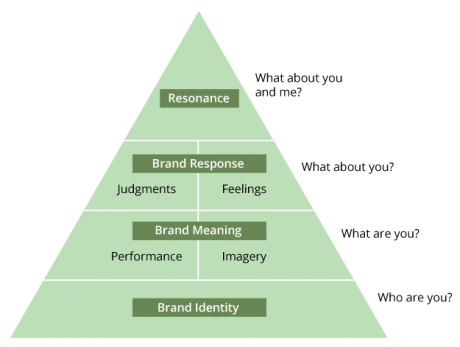 What about you
and me?
Resonance
Brand Response
What about you?
Judgments
Feelings
Brand Meaning
What are you?
Performance
Imagery
Who are you?
Brand Identity